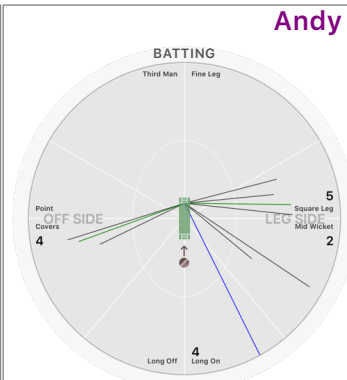 Andy
BATTING
Third Man
Fine Leg
5
Point
Square Leg
OFF SIDE
LEG SIDE
Covers
Mid Wicket
4
2
4
Long Off
Long On